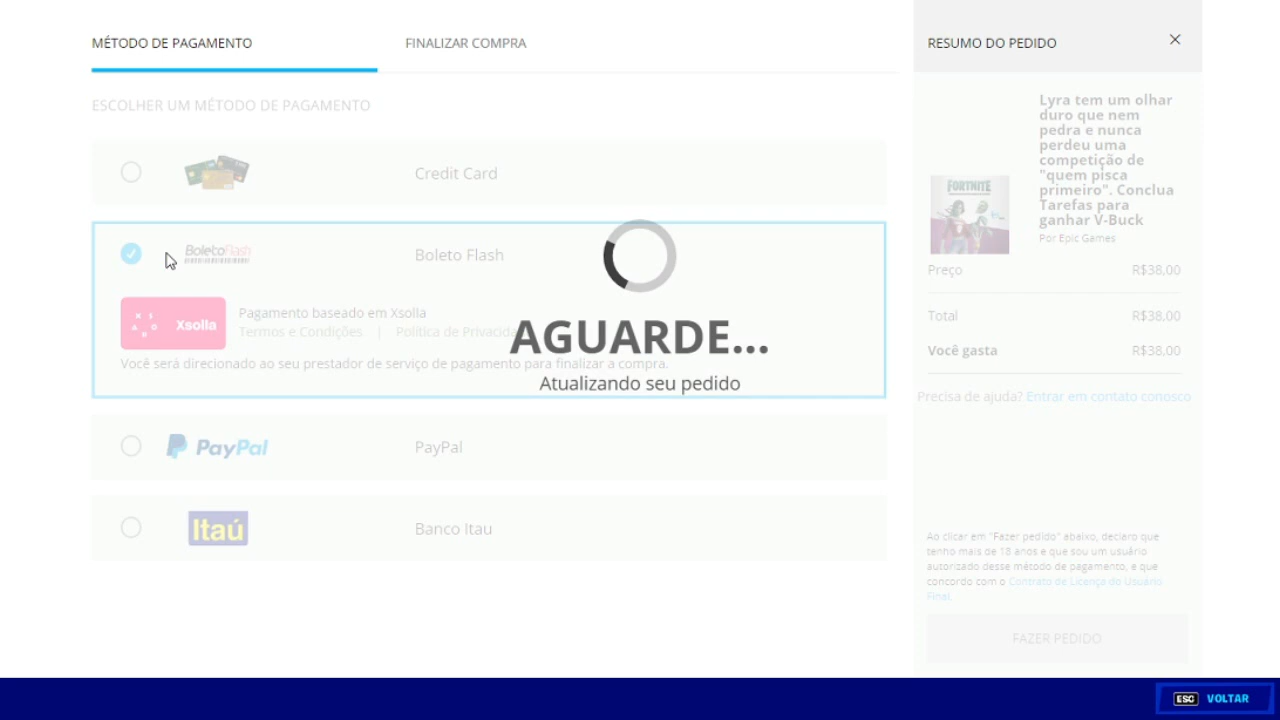 MÉTODO DE PAGAMENTO
FINALIZAR COMPRA
ESCOLHER UM MÉTODO DE PAGAMENTO
Credit Card
BoletoFlash
Boleto Flash
Xsolla
Pagamento baseado em Xsolla
Termos e Condições | Política de Privacida
Você será direcionado ao seu prestador de serviço de pagamento para finalizar a compra.
PayPal
PayPal
Itaú
Banco Itau
AGUARDE...
Atualizando seu pedido
RESUMO DO PEDIDO
FORTNITE
Lyra tem um olhar
duro que nem
pedra e nunca
perdeu uma
competição de
"quem pisca
primeiro". Conclua
Tarefas para
ganhar V-Buck
Por Epic Games
Preço R$38,00
Total R$38,00
Você gasta R$38,00
Precisa de ajuda? Entrar em contato conosco
Ao clicar em "Fazer pedido" abaixo, declaro que
tenho mais de 18 anos e que sou um usuário
autorizado desse método de pagamento, e que
concordo com o Contrato de Licença do Usuário
Final.
FAZER PEDIDO
ESC VOLTAR